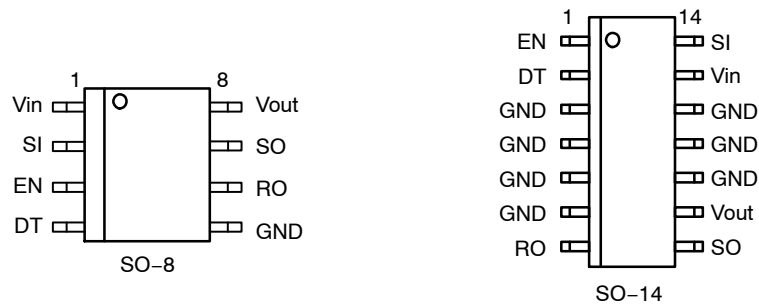 1 8
Vin Vout
SI SO
EN RO
DT GND
SO−8
1 14
EN SI
DT Vin
GND GND
GND GND
GND GND
GND Vout
RO SO
SO−14